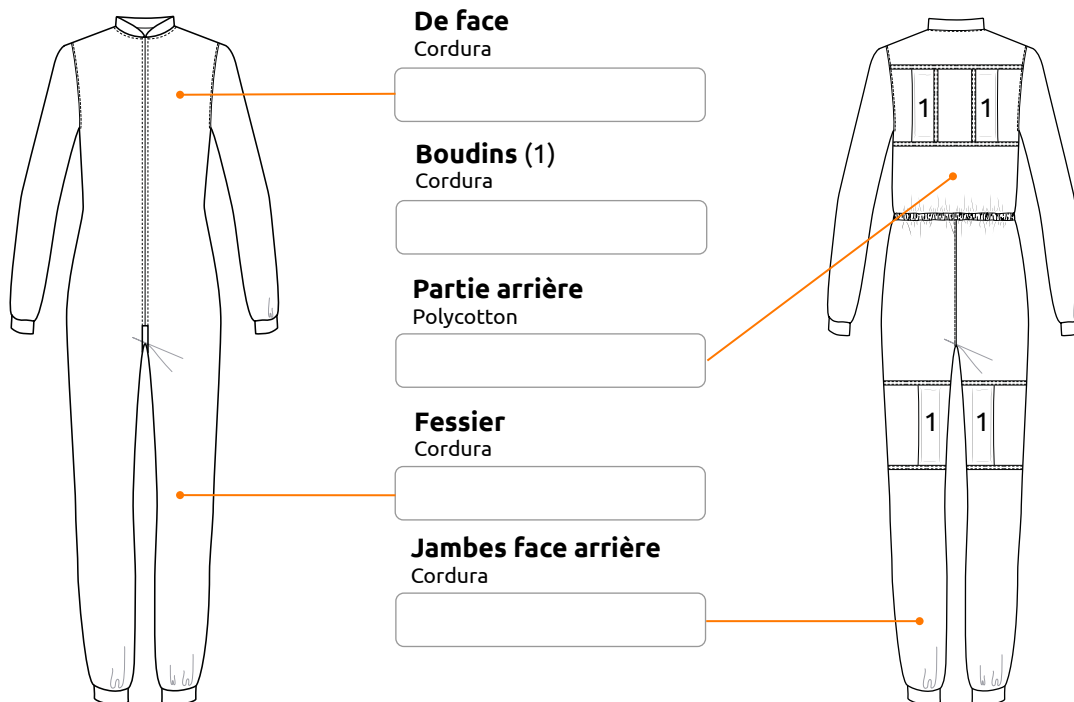 De face
Cordura
Boudins (1)
Cordura
Partie arrière
Polycotton
Fessier
Cordura
Jambes face arrière
Cordura
1 1
1 1